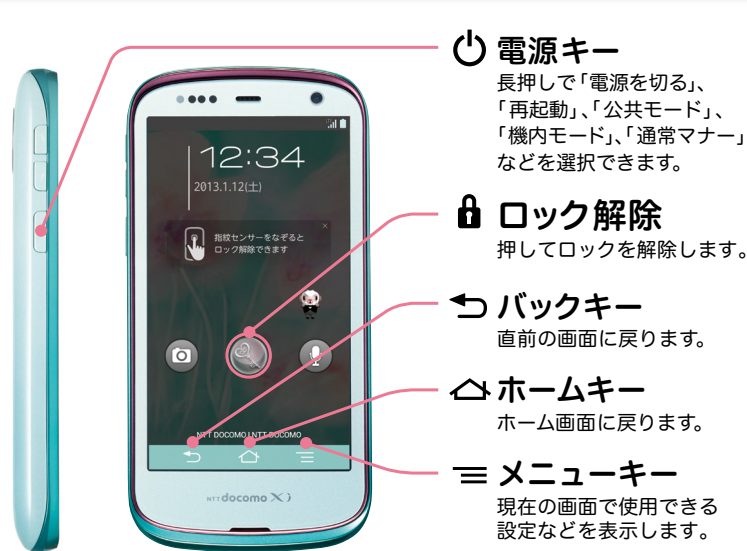 電源キー
長押しで「電源を切る」、
「再起動」、「公共モード」、
「機内モード」、「通常マナー」
などを選択できます。
ロック解除
押してロックを解除します。
バックキー
直前の画面に戻ります。
ホームキー
ホーム画面に戻ります。
メニューキー
現在の画面で使用できる
設定などを表示します。
12:34
2013.1.12(土)
指紋センサーをなぞると
ロック解除できます
NTT DOCOMO | NTT DOCOMO
NTT docomo Xi